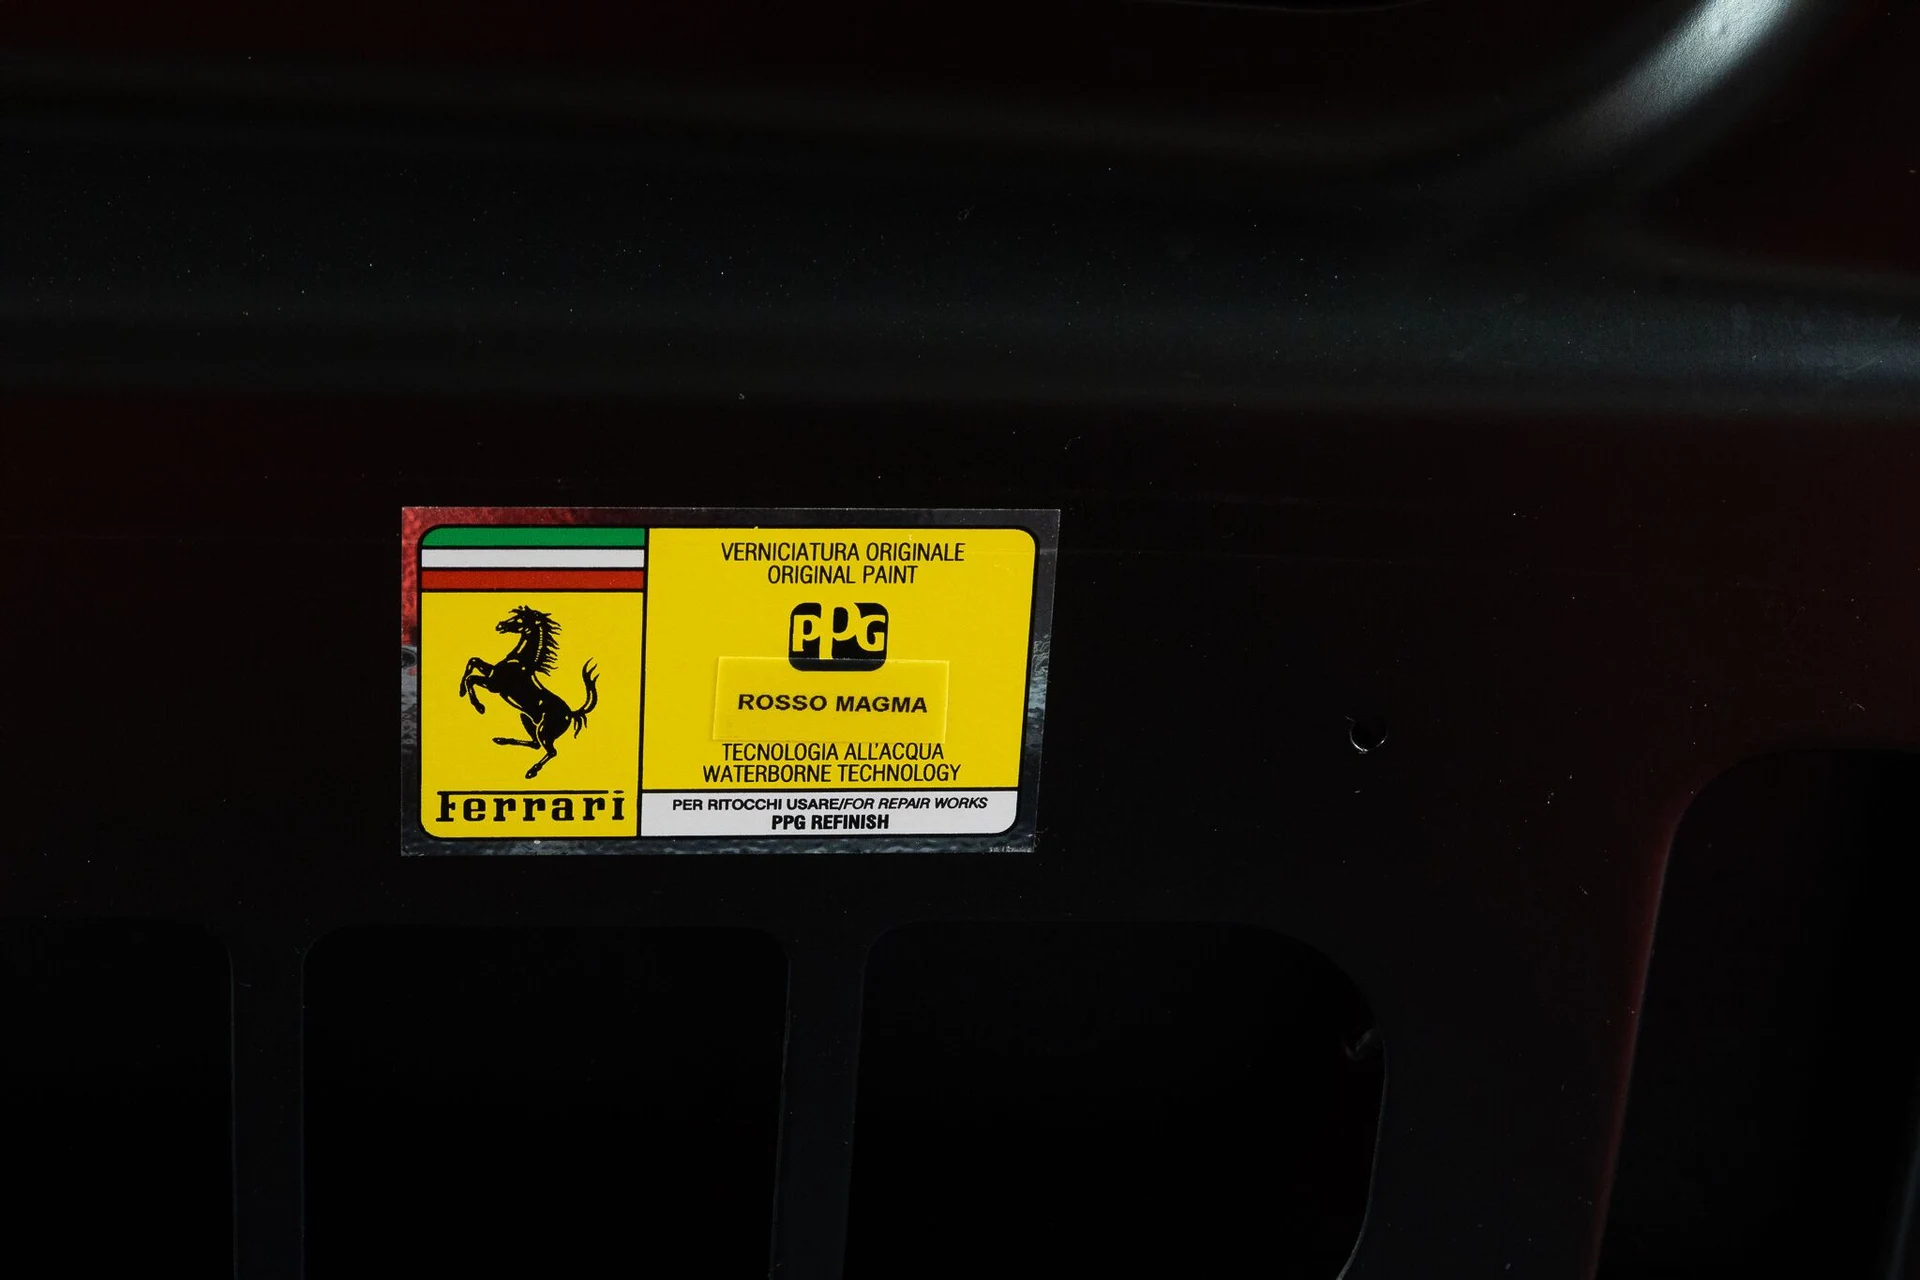 VERNICIATURA ORIGINALE
ORIGINAL PAINT
PPG
ROSSO MAGMA
TECNOLOGIA ALL'ACQUA
WATERBORNE TECHNOLOGY
Ferrari
PER RITOCCHI USARE/FOR REPAIR WORKS
PPG REFINISH